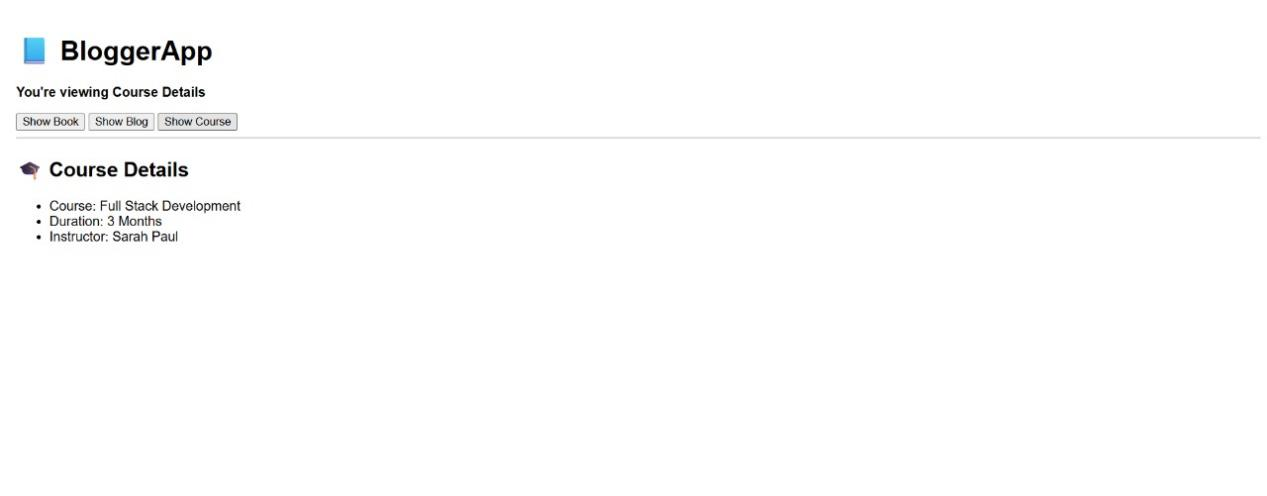 BloggerApp
You're viewing Course Details
Show Book Show Blog Show Course
Course Details
• Course: Full Stack Development
• Duration: 3 Months
• Instructor: Sarah Paul